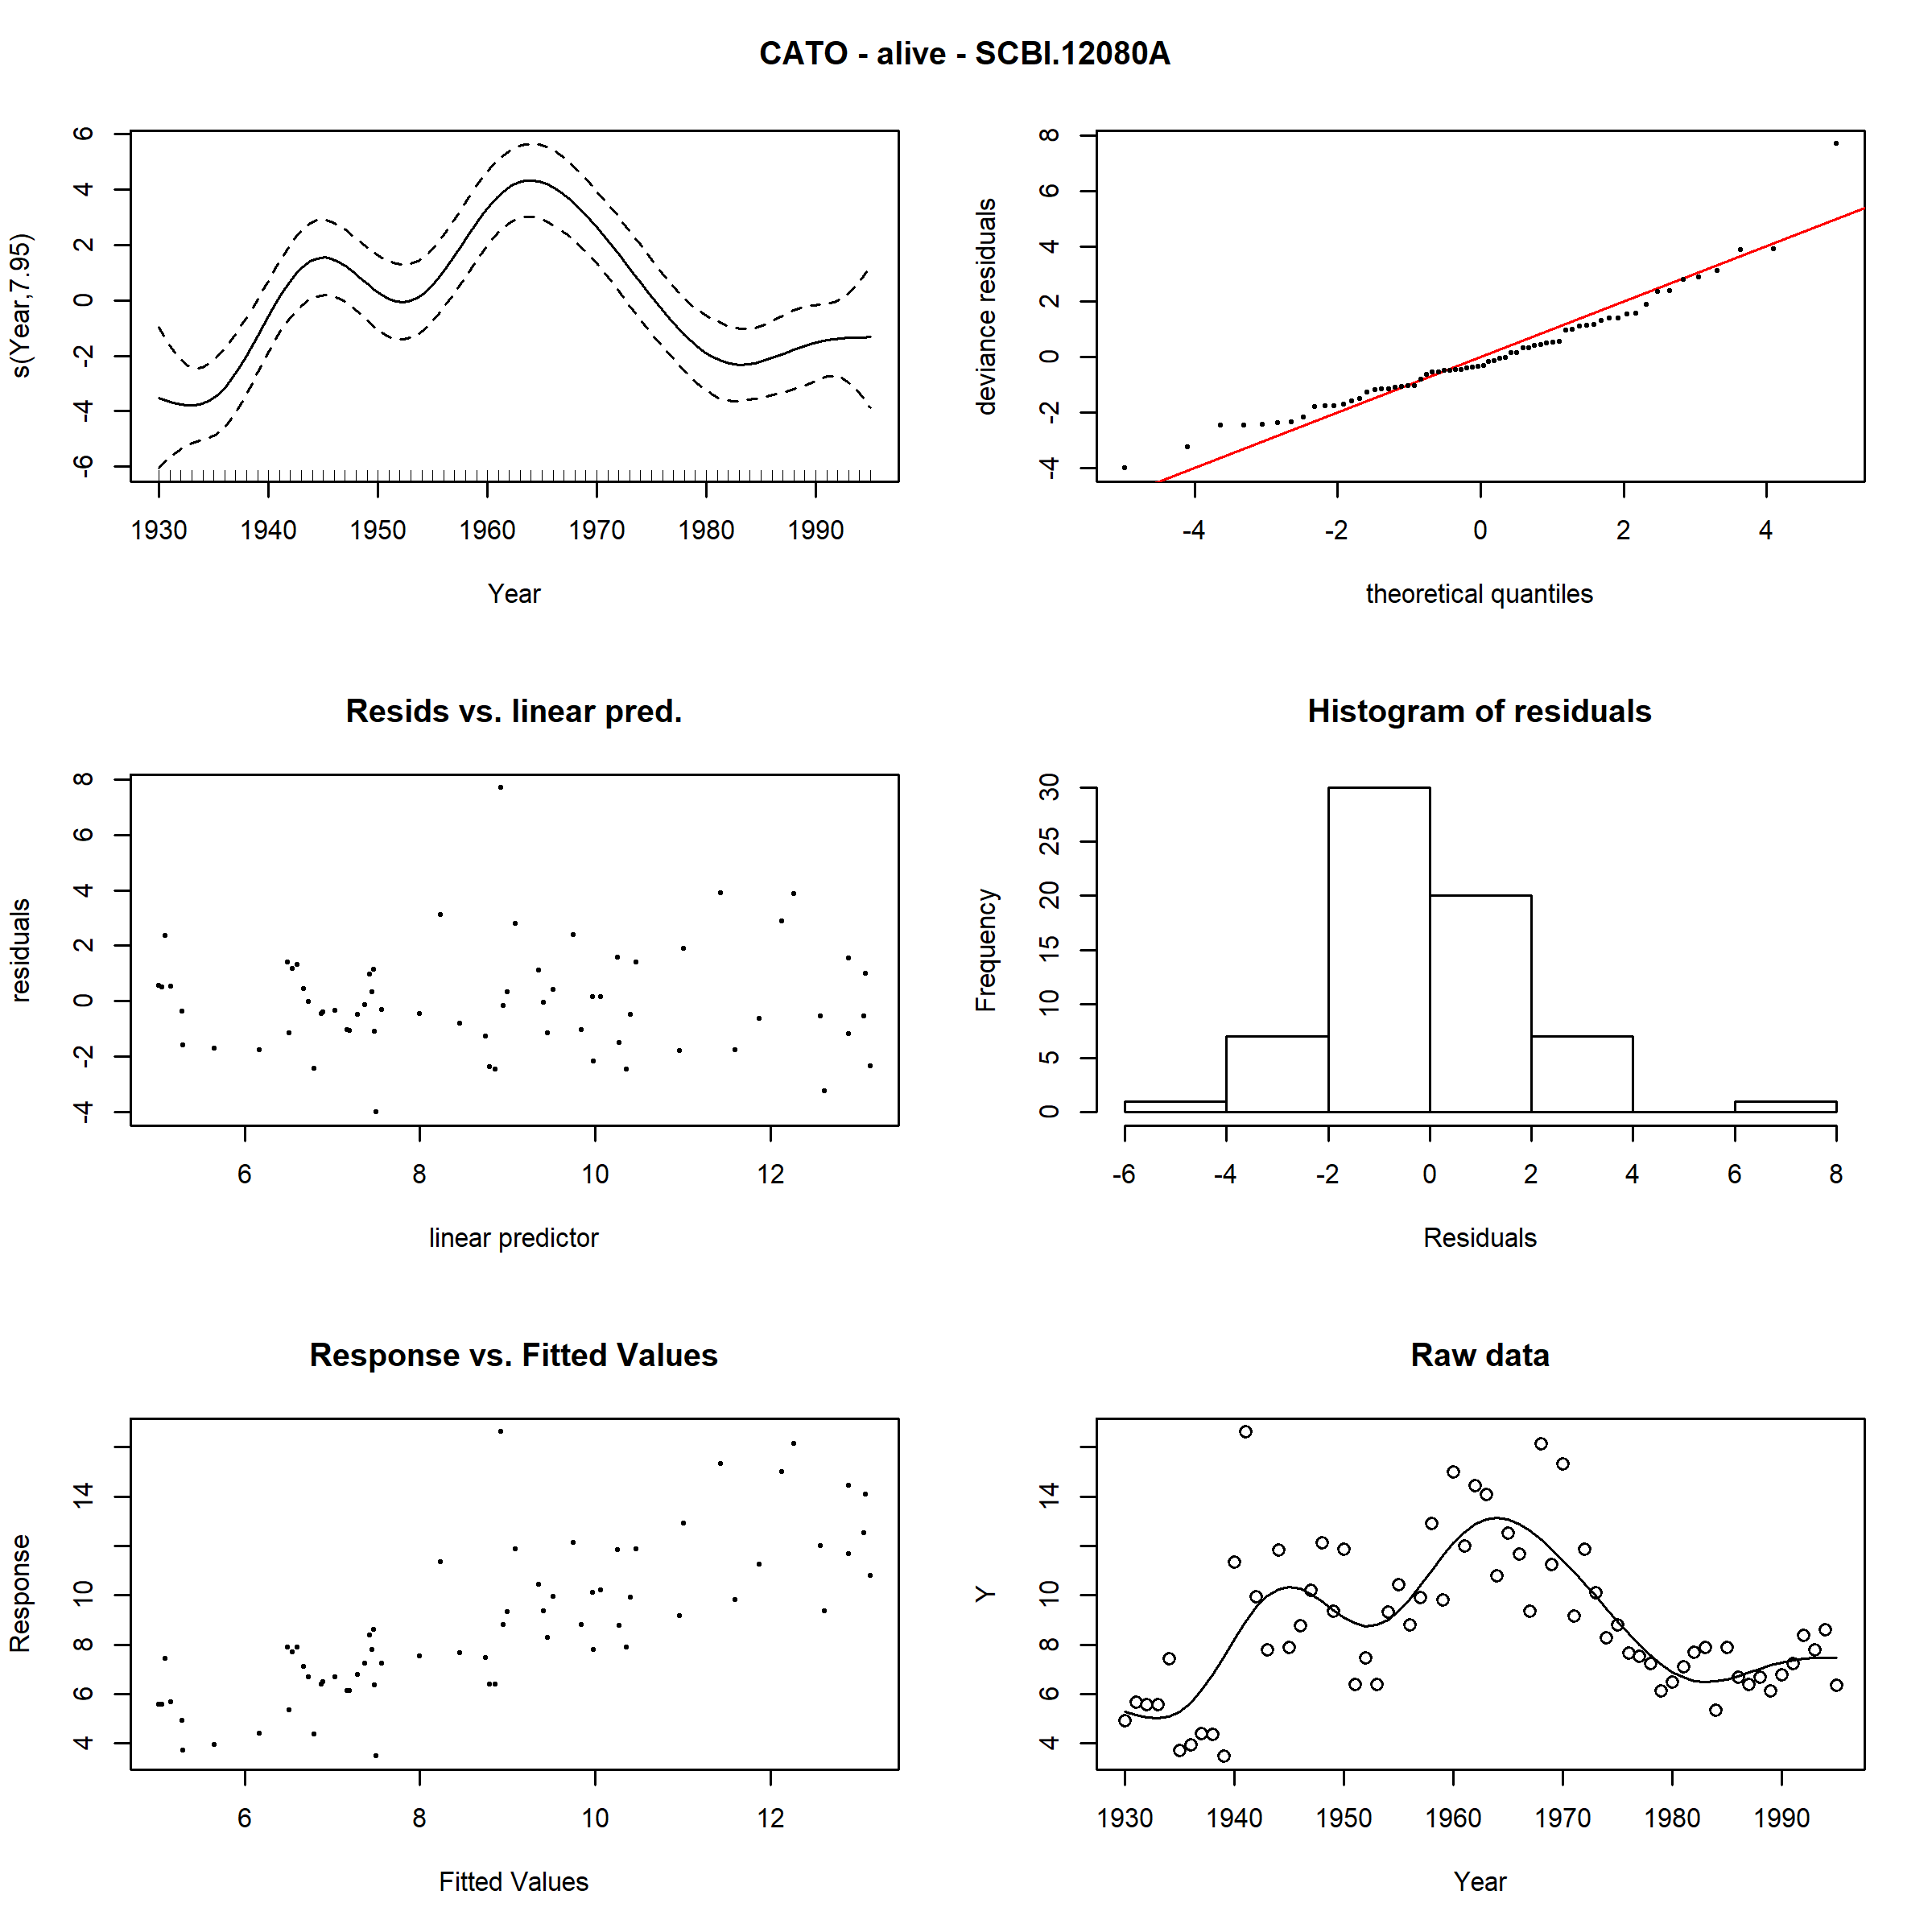 CATO - alive - SCBI.12080A
s(Year,7.95)
-6 -4 -2 0 2 4 6
1930 1940 1950 1960 1970 1980 1990
Year
deviance residuals
-4 -2 0 2 4 6 8
-4 -2 0 2 4
theoretical quantiles
Resids vs. linear pred.
residuals
-4 -2 0 2 4 6 8
6 8 10 12
linear predictor
Histogram of residuals
Frequency
0 5 10 15 20 25 30
-6 -4 -2 0 2 4 6 8
Residuals
Response vs. Fitted Values
Response
4 6 8 10 14
6 8 10 12
Fitted Values
Raw data
Y
4 6 8 10 14
1930 1940 1950 1960 1970 1980 1990
Year